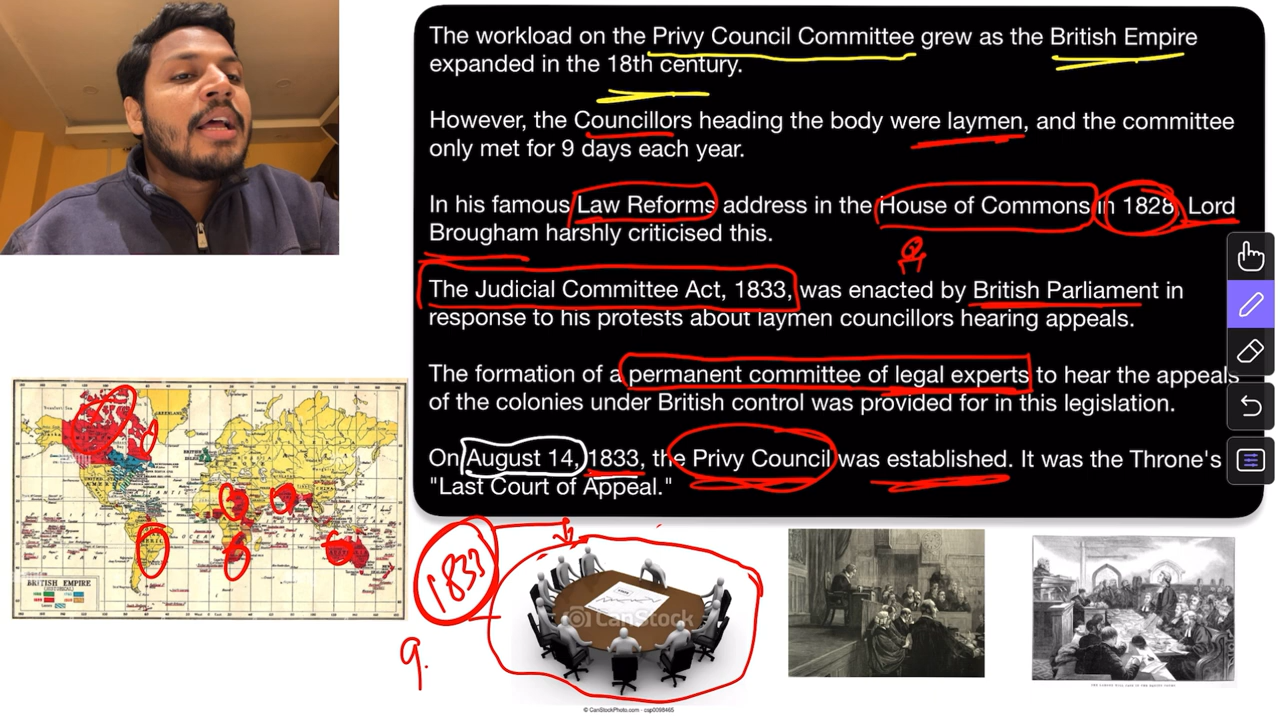 The workload on the Privy Council Committee grew as the British Empire
expanded in the 18th century.
However, the Councillors heading the body were laymen, and the committee
only met for 9 days each year.
In his famous Law Reforms address in the House of Commons in 1828, Lord
Brougham harshly criticised this.
The Judicial Committee Act, 1833, was enacted by British Parliament in
response to his protests about laymen councillors hearing appeals.
The formation of a permanent committee of legal experts to hear the appeals
of the colonies under British control was provided for in this legislation.
On August 14, 1833, the Privy Council was established. It was the Throne's
"Last Court of Appeal."
GREENLAND
BRITISH EMPIRE
1833
9.
CanStock
© CanStockPhoto.com - csp0098465